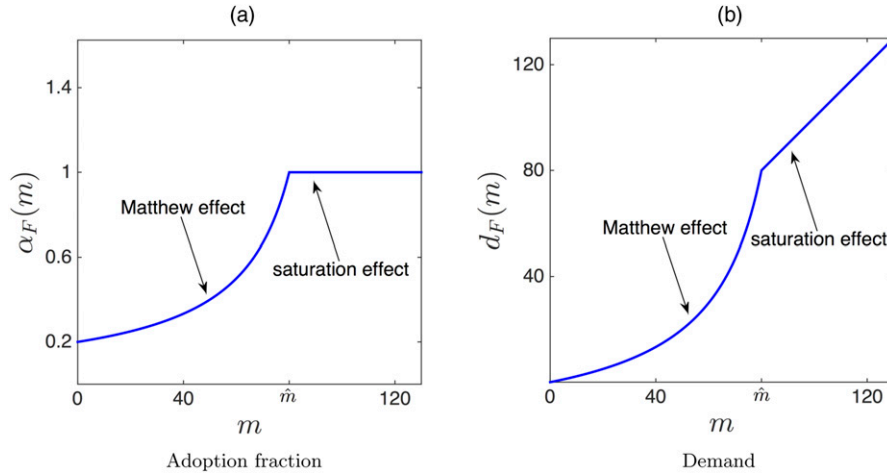 (a)
1.4
1
0.6
0.2
α_F(m)
Matthew effect
saturation effect
0
40
m̂
120
m
Adoption fraction
(b)
120
80
40
d_F(m)
Matthew effect
saturation effect
0
40
m̂
120
m
Demand